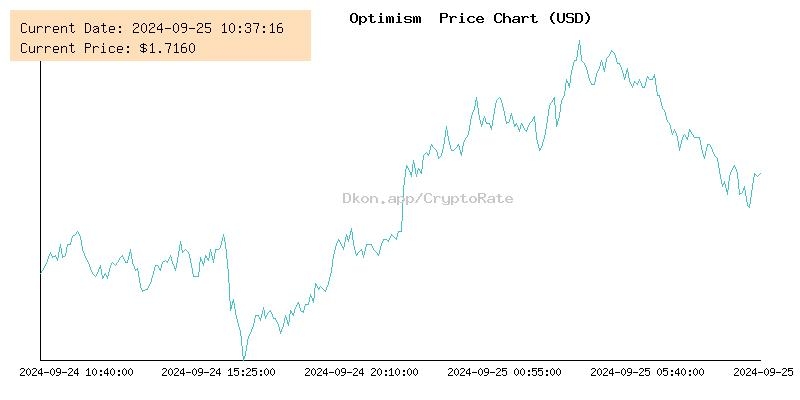 Optimism Price Chart (USD)
Current Date: 2024-09-25 10:37:16
Current Price: $1.7160
Dkon.app/CryptoRate
2024-09-24 10:40:00 2024-09-24 15:25:00 2024-09-24 20:10:00 2024-09-25 00:55:00 2024-09-25 05:40:00 2024-09-25